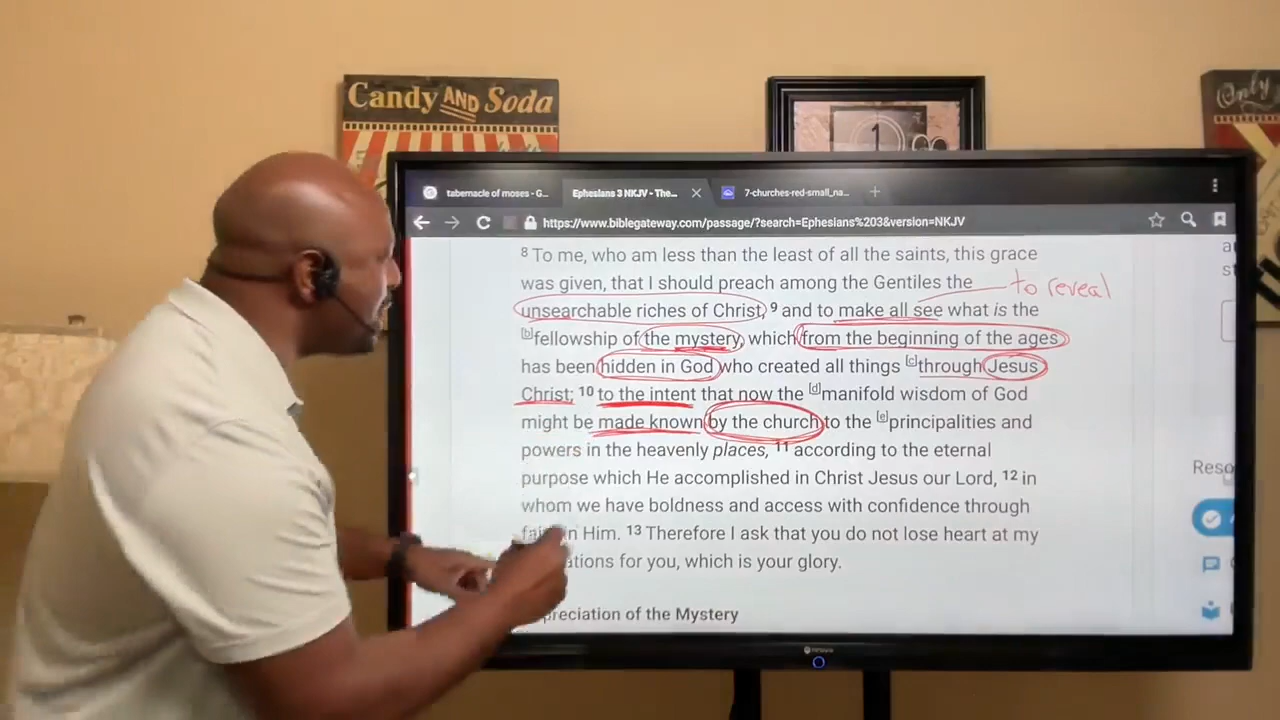 Candy AND Soda
1
Only
tabernacle of moses - G...
Ephesians 3 NKJV - The...
7-churches-red-small_na...
https://www.biblegateway.com/passage/?search=Ephesians%203&version=NKJV
8 To me, who am less than the least of all the saints, this grace
was given, that I should preach among the Gentiles the
to reveal
unsearchable riches of Christ, 9 and to make all see what is the
[b]fellowship of the mystery, which from the beginning of the ages
has been hidden in God who created all things [c]through Jesus
Christ; 10 to the intent that now the [d]manifold wisdom of God
might be made known by the church to the [e]principalities and
powers in the heavenly places, 11 according to the eternal
purpose which He accomplished in Christ Jesus our Lord, 12 in
whom we have boldness and access with confidence through
in Him. 13 Therefore I ask that you do not lose heart at my
ations for you, which is your glory.
preciation of the Mystery
Reso